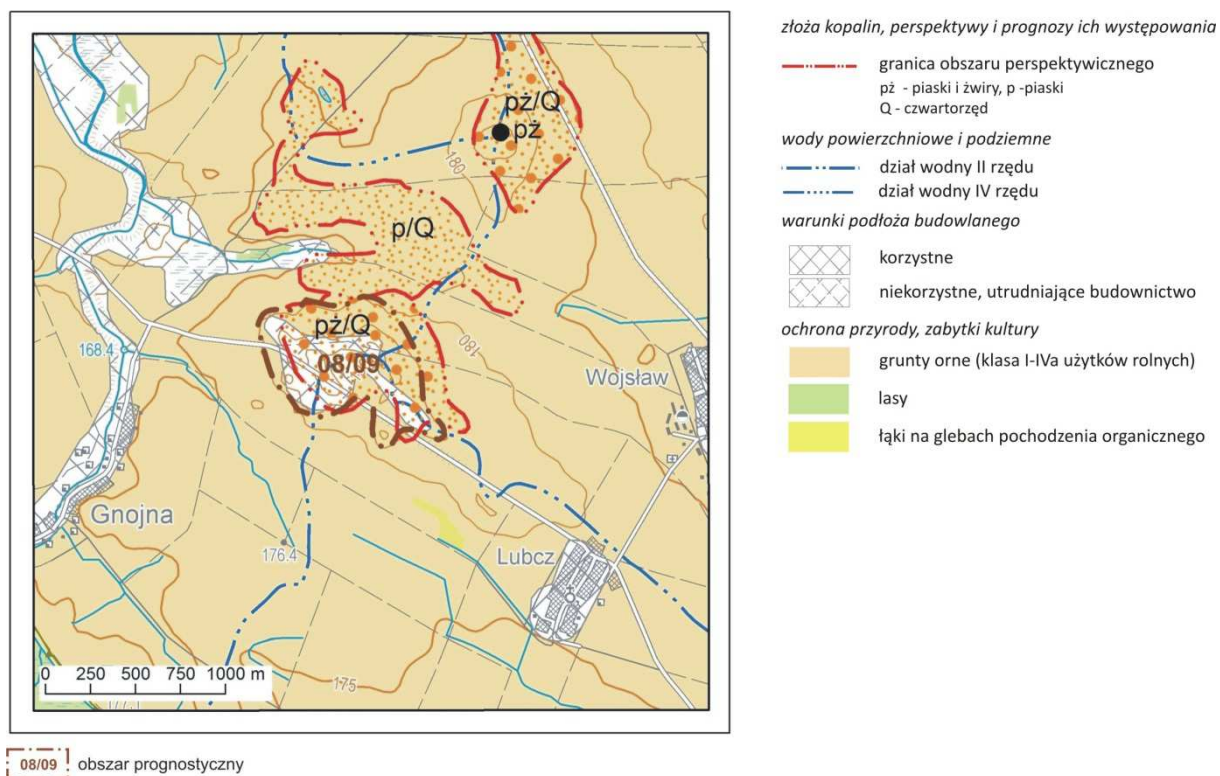 pż/Q
pż
180
p/Q
pż/Q
08/09
180
168.4
Wojsław
Gnojna
176.4
Lubcz
0 250 500 750 1000 m
175
złoża kopalin, perspektywy i prognozy ich występowania
granica obszaru perspektywicznego
pż - piaski i żwiry, p -piaski
Q - czwartorzęd
wody powierzchniowe i podziemne
dział wodny II rzędu
dział wodny IV rzędu
warunki podłoża budowlanego
korzystne
niekorzystne, utrudniające budownictwo
ochrona przyrody, zabytki kultury
grunty orne (klasa I-IVa użytków rolnych)
lasy
łąki na glebach pochodzenia organicznego
08/09 obszar prognostyczny